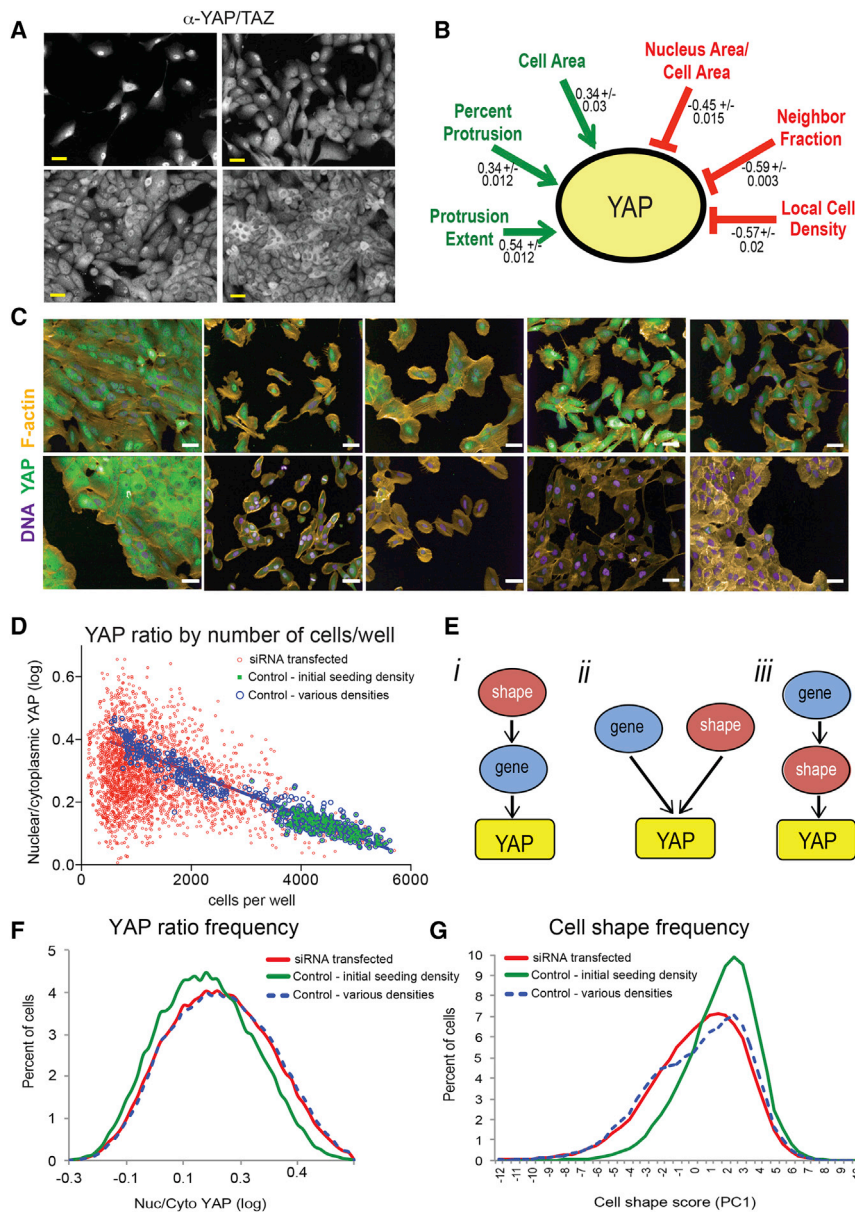 A
α-YAP/TAZ
B
Cell Area
0.34 +/-
0.03
Nucleus Area/
Cell Area
-0.45 +/-
0.015
Percent
Protrusion
0.34 +/-
0.012
Neighbor
Fraction
-0.59 +/-
0.003
YAP
Protrusion
Extent
0.54 +/-
0.012
Local Cell
Density
-0.57 +/-
0.02
C
DNA YAP F-actin
D
YAP ratio by number of cells/well
siRNA transfected
Control - initial seeding density
Control - various densities
Nuclear/cytoplasmic YAP (log)
0.6
0.4
0.2
0.0
0 2000 4000 6000
cells per well
E
i
shape
gene
YAP
ii
gene shape
YAP
iii
gene
shape
YAP
F
YAP ratio frequency
siRNA transfected
Control - initial seeding density
Control - various densities
Percent of cells
5
4
3
2
1
0
-0.3 -0.1 0.1 0.3 0.4
Nuc/Cyto YAP (log)
G
Cell shape frequency
siRNA transfected
Control - initial seeding density
Control - various densities
Percent of cells
10
9
8
7
6
5
4
3
2
1
0
-12 -10 -9 -8 -7 -6 -5 -4 -3 -2 -1 0 1 2 3 4 5 6 7 8 9
Cell shape score (PC1)